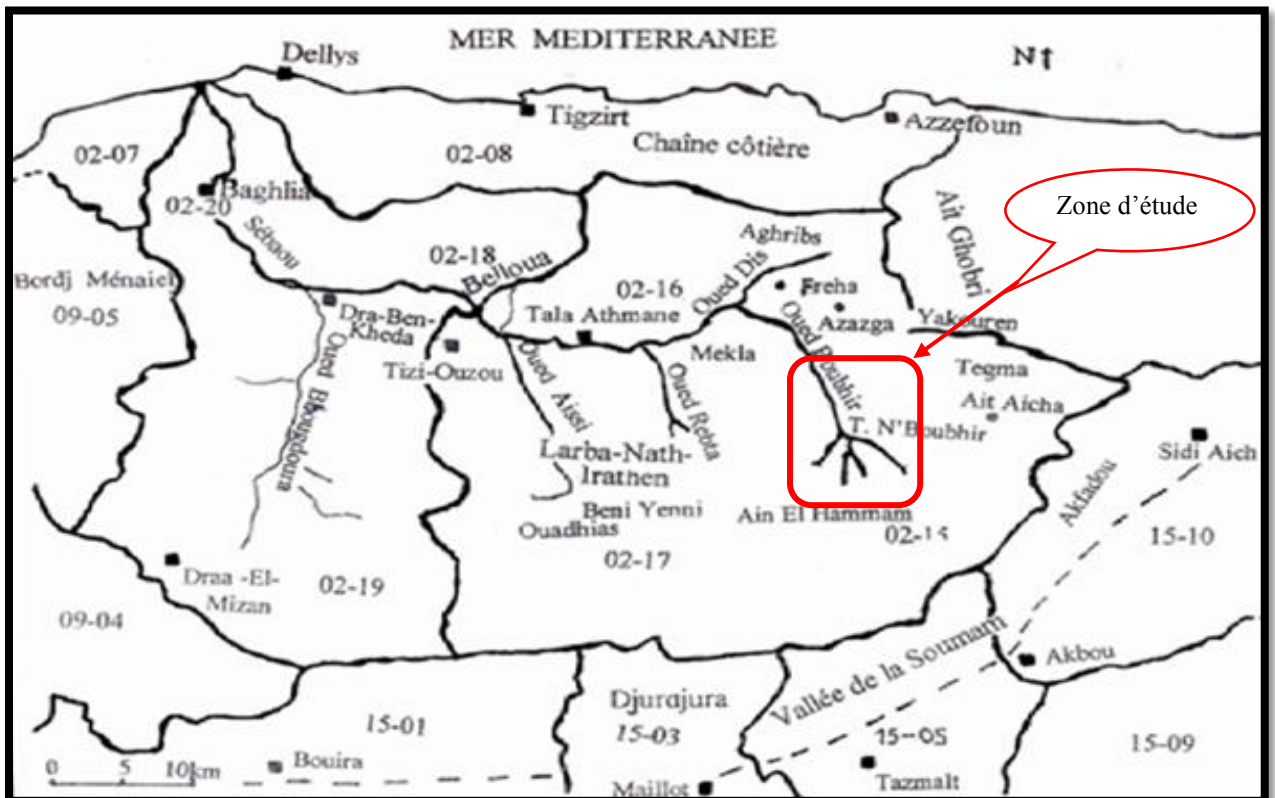 MER MEDITERRANEE
N
Dellys
Tigzirt
Azzefoun
Chaîne côtière
02-07
02-08
Zone d'étude
Baghlia
02-20
Sébaou
02-18
Belloua
Aghribs
Ait Ghobri
Bordj Ménaiel
09-05
Dra-Ben-
Kheda
Tizi-Ouzou
Tala Athmane
02-16
Oued Dis
Freha
Azazga
Yakouren
Mekla
Oued Boubhir
Tegma
Ait Aicha
T. N'Boubhir
Oued Bbougdoura
Oued Aissi
Oued Rebta
Larba-Nath-
Irathen
Beni Yenni
Ouadhias
Ain El Hammam
Sidi Aich
Akfadou
15-10
02-17
Draa -El-
Mizan
02-19
09-04
Vallée de la Soumam
Akbou
Djurdjura
15-03
15-01
15-05
15-09
0 5 10km
Bouira
Maillot
Tazmalt